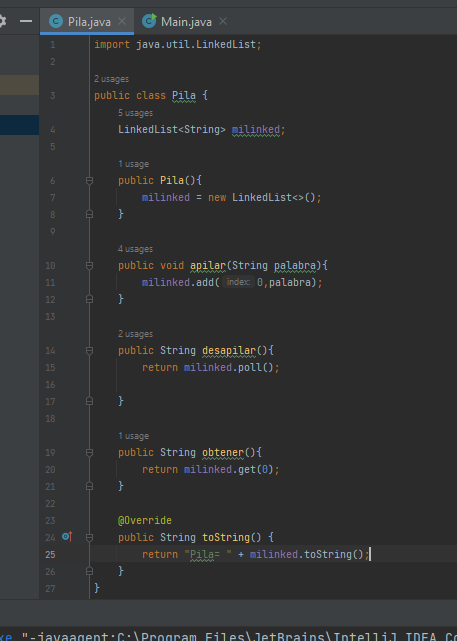 Pila.java × Main.java ×
1 import java.util.LinkedList;
2
2 usages
3 public class Pila {
5 usages
4 LinkedList<String> milinked;
5
1 usage
6 public Pila(){
7 milinked = new LinkedList<>();
8 }
9
4 usages
10 public void apilar(String palabra){
11 milinked.add( index: 0,palabra);
12 }
13
2 usages
14 public String desapilar(){
15 return milinked.poll();
16
17 }
18
1 usage
19 public String obtener(){
20 return milinked.get(0);
21 }
22
23 @Override
24 public String toString() {
25 return "Pila= " + milinked.toString();
26 }
27 }
"-javaagent:C:\Program Files\JetBrains\IntelliJ IDEA